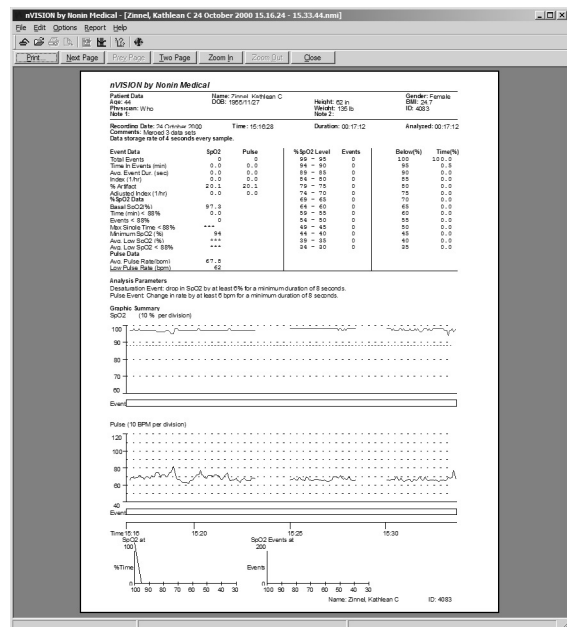 nVISION by Nonin Medical - [Zinnel, Kathlean C 24 October 2000 15.16.24 - 15.33.44.nmi]
File Edit Options Report Help
Print... Next Page Prev Page Two Page Zoom In Zoom Out Close
nVISION by Nonin Medical
Patient Data Name: Zinnel, Kathlean C Gender: Female
Age: 44 DOB: 1955/11/27 Height: 62 in BMI: 24.7
Physician: Who Weight: 135 lb ID: 4083
Note 1: Note 2:
Recording Date: 24 October 2000 Time: 15:16:28 Duration: 00:17:12 Analyzed: 00:17:12
Comments: Merged 3 data sets
Data storage rate of 4 seconds every sample.
Event Data SpO2 Pulse %SpO2 Level Events Below(%) Time(%)
Total Events 0 0 99 - 95 0 100 100.0
Time In Events (min) 0.0 0.0 94 - 90 0 95 0.5
Avg. Event Dur. (sec) 0.0 0.0 89 - 85 0 90 0.0
Index (1/hr) 0.0 0.0 84 - 80 0 85 0.0
% Artifact 20.1 20.1 79 - 75 0 80 0.0
Adjusted Index (1/hr) 0.0 0.0 74 - 70 0 75 0.0
%SpO2 Data 69 - 65 0 70 0.0
Basal SpO2(%) 97.3 64 - 60 0 65 0.0
Time (min) < 88% 0.0 59 - 55 0 60 0.0
Events < 88% 0 54 - 50 0 55 0.0
Max Single Time < 88% --- 49 - 45 0 50 0.0
Minimum SpO2 (%) 94 44 - 40 0 45 0.0
Avg. Low SpO2 (%) *** 39 - 35 0 40 0.0
Avg. Low SpO2 < 88% *** 34 - 30 0 35 0.0
Pulse Data
Avg. Pulse Rate(bpm) 67.8
Low Pulse Rate (bpm) 62
Analysis Parameters
Desaturation Event: drop in SpO2 by at least 6% for a minimum duration of 8 seconds.
Pulse Event: Change in rate by at least 6 bpm for a minimum duration of 8 seconds.
Graphic Summary
SpO2 (10 % per division)
100
90
80
70
60
Event
Pulse (10 BPM per division)
120
100
80
60
40
Event
Time 15:16 15:20 15:25 15:30
SpO2 at SpO2 Events at
100 200
%Time Events
0 0
100 90 80 70 60 50 40 30 100 90 80 70 60 50 40 30
Name: Zinnel, Kathlean C ID: 4083